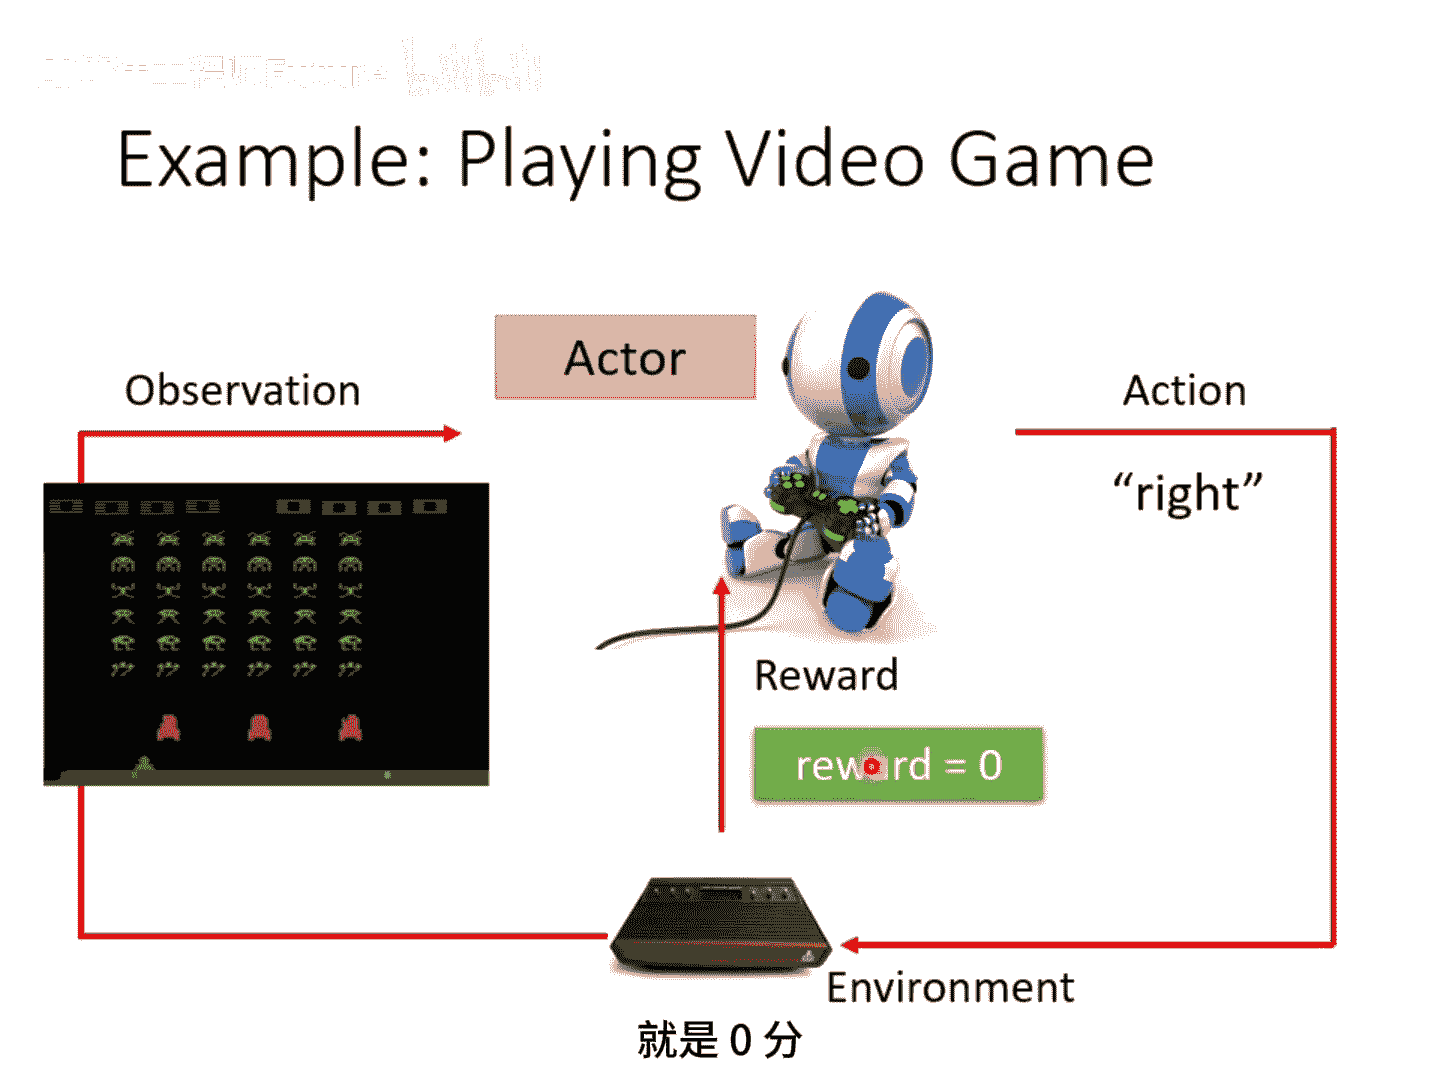 Example: Playing Video Game
Actor
Observation
Action
“right”
Reward
reward = 0
Environment
就是 0 分